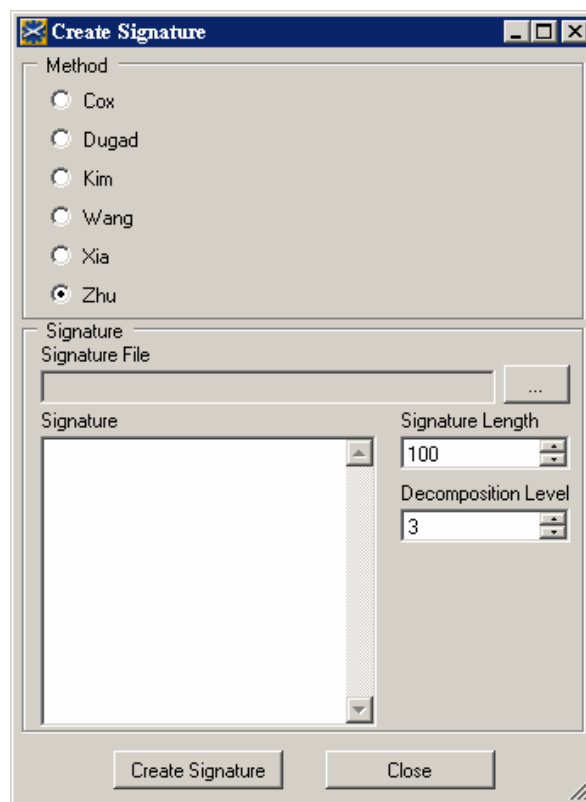 Create Signature
Method
Cox
Dugad
Kim
Wang
Xia
Zhu
Signature
Signature File
...
Signature
Signature Length
100
Decomposition Level
3
Create Signature
Close